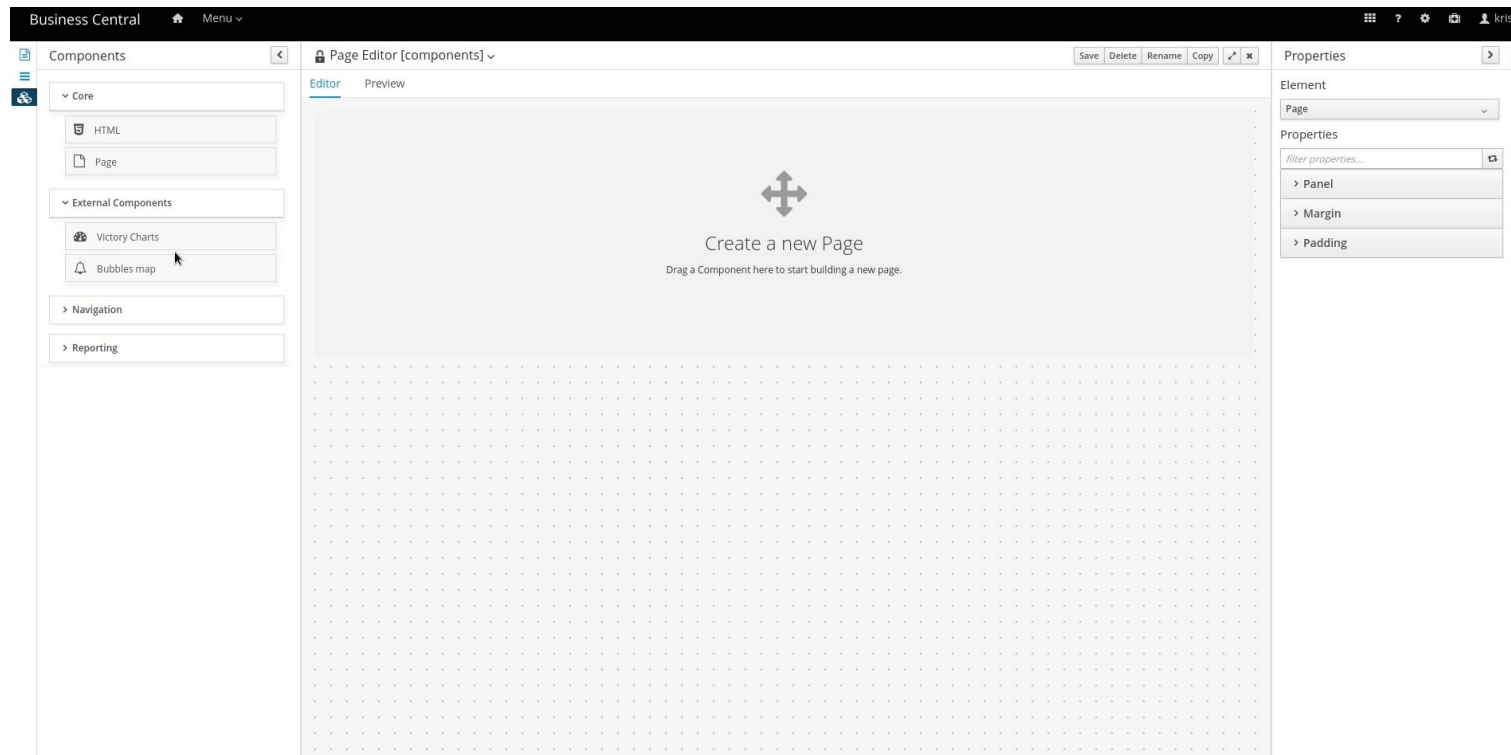 Business Central Menu ? kris
Components
Core
HTML
Page
External Components
Victory Charts
Bubbles map
Navigation
Reporting
Page Editor [components] Save Delete Rename Copy
Editor Preview
Create a new Page
Drag a Component here to start building a new page.
Properties
Element
Page
Properties
filter properties...
Panel
Margin
Padding